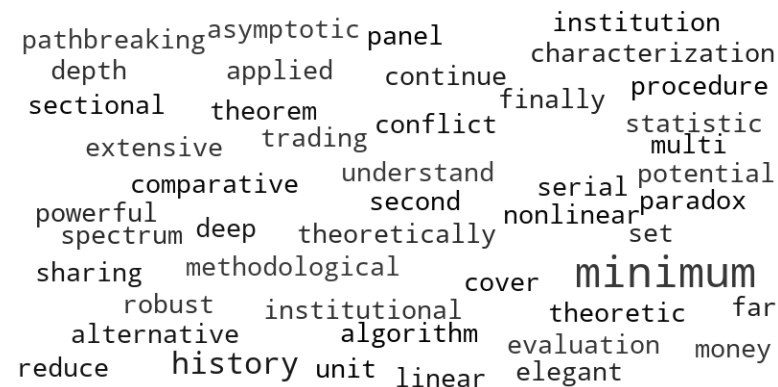 institution
pathbreaking asymptotic panel
characterization
depth applied continue
procedure
finally
sectional theorem
conflict statistic
extensive trading multi
understand potential
comparative serial
second paradox
powerful nonlinear
spectrum deep theoretically set
sharing methodological minimum
cover
robust institutional theoretic far
alternative algorithm
evaluation money
reduce history unit linear elegant